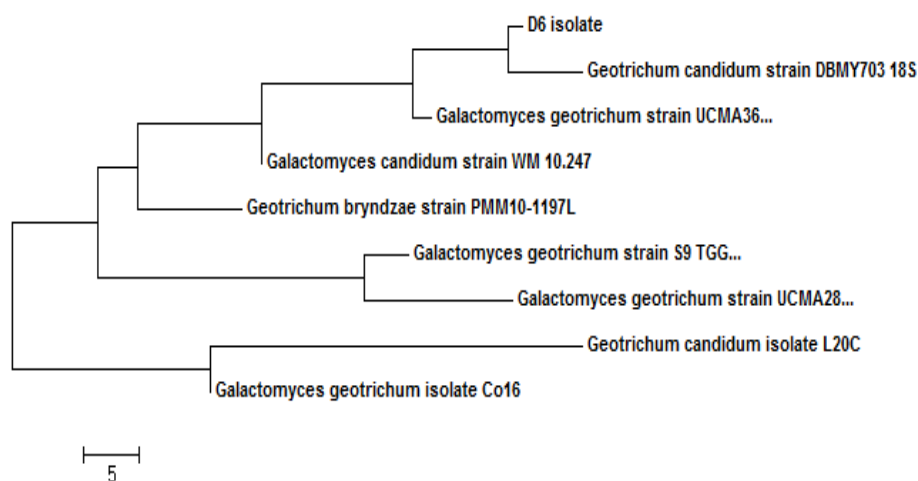 D6 isolate
Geotrichum candidum strain DBMY703 18S
Galactomyces geotrichum strain UCMA36...
Galactomyces candidum strain WM 10.247
Geotrichum bryndzae strain PMM10-1197L
Galactomyces geotrichum strain S9 TGG...
Galactomyces geotrichum strain UCMA28...
Geotrichum candidum isolate L20C
Galactomyces geotrichum isolate Co16
5